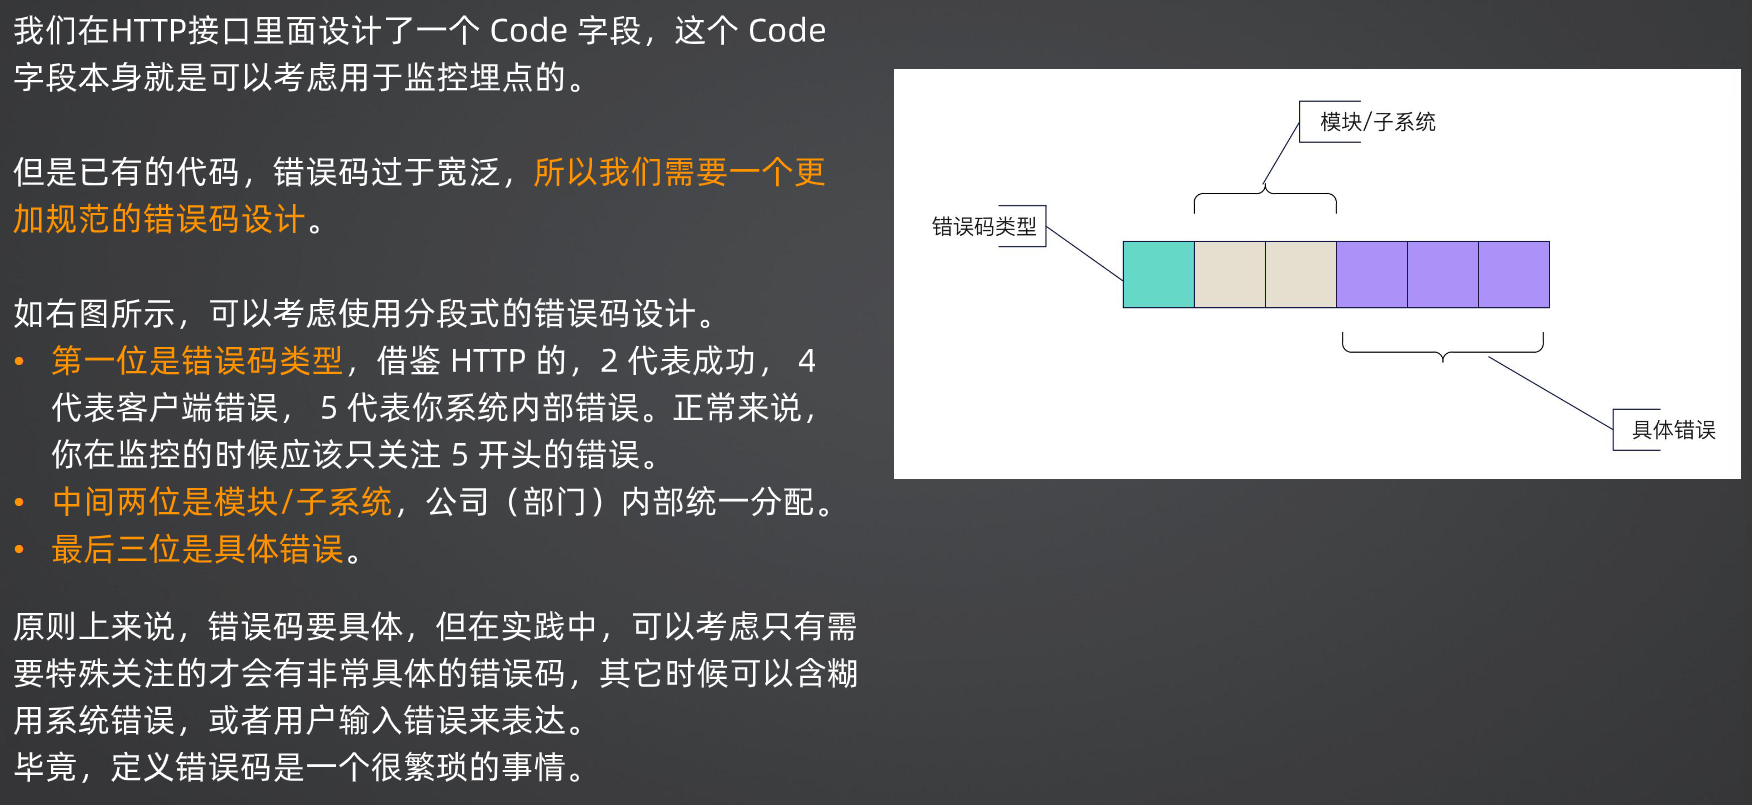 我们在HTTP接口里面设计了一个 Code 字段，这个 Code
字段本身就是可以考虑用于监控埋点的。
但是已有的代码，错误码过于宽泛，所以我们需要一个更
加规范的错误码设计。
如右图所示，可以考虑使用分段式的错误码设计。
• 第一位是错误码类型，借鉴 HTTP 的，2 代表成功， 4
代表客户端错误， 5 代表你系统内部错误。正常来说，
你在监控的时候应该只关注 5 开头的错误。
• 中间两位是模块/子系统，公司（部门）内部统一分配。
• 最后三位是具体错误。
原则上来说，错误码要具体，但在实践中，可以考虑只有需
要特殊关注的才会有非常具体的错误码，其它时候可以含糊
用系统错误，或者用户输入错误来表达。
毕竟，定义错误码是一个很繁琐的事情。
模块/子系统
错误码类型
具体错误